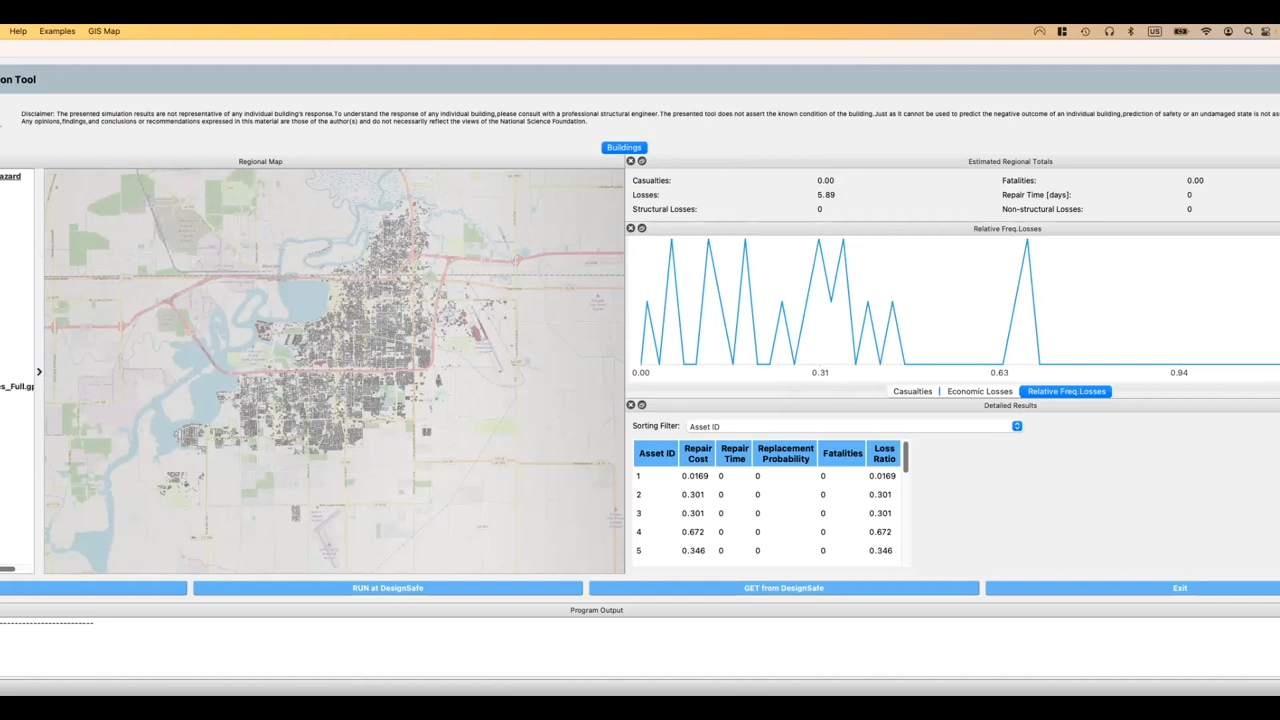 Help Examples GIS Map
US
on Tool
Disclaimer: The presented simulation results are not representative of any individual building's response.To understand the response of any individual building,please consult with a professional structural engineer.The presented tool does not assert the known condition of the building.Just as it cannot be used to predict the negative outcome of an individual building,prediction of safety or an undamaged state is not as
Any opinions,findings,and conclusions or recommendations expressed in this material are those of the author(s) and do not necessarily reflect the views of the National Science Foundation.
Buildings
Regional Map
Estimated Regional Totals
azard
Casualties: 0.00 Fatalities: 0.00
Losses: 5.89 Repair Time [days]: 0
Structural Losses: 0 Non-structural Losses: 0
Relative Freq.Losses
0.00 0.31 0.63 0.94
es_Full.gp
Casualties Economic Losses Relative Freq.Losses
Detailed Results
Sorting Filter: Asset ID
Asset ID Repair Cost Repair Time Replacement Probability Fatalities Loss Ratio
1 0.0169 0 0 0 0.0169
2 0.301 0 0 0 0.301
3 0.301 0 0 0 0.301
4 0.672 0 0 0 0.672
5 0.346 0 0 0 0.346
RUN at DesignSafe GET from DesignSafe Exit
Program Output
-------------------------